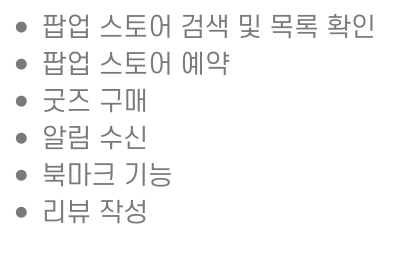 • 팝업 스토어 검색 및 목록 확인
• 팝업 스토어 예약
• 굿즈 구매
• 알림 수신
• 북마크 기능
• 리뷰 작성